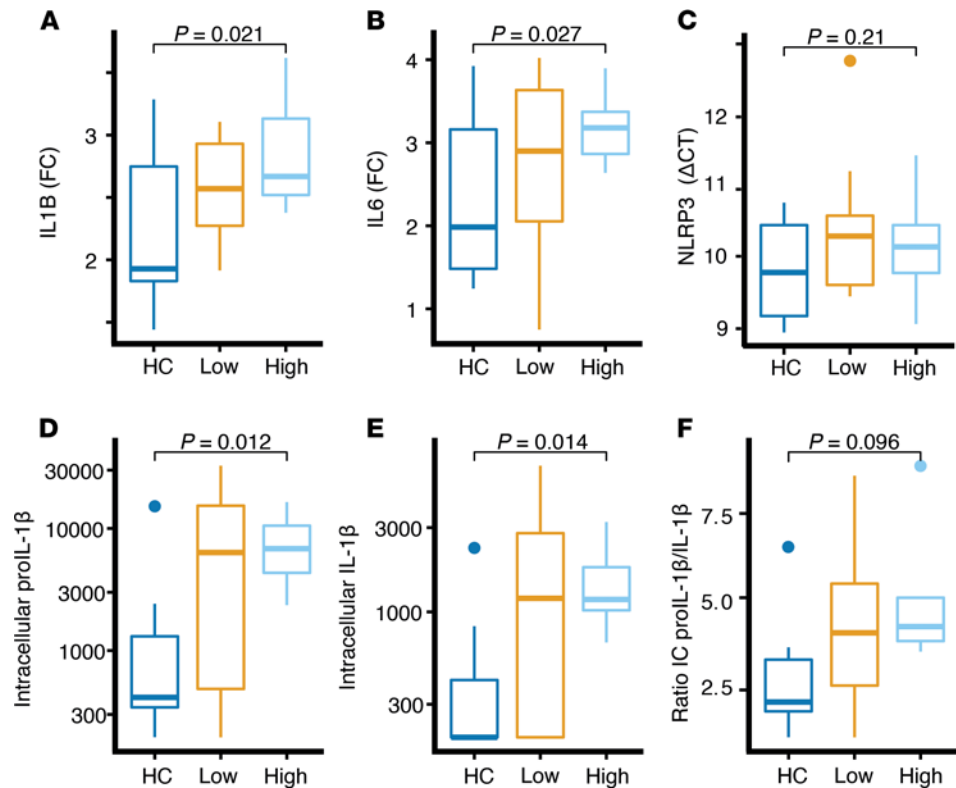 A
P = 0.021
IL1B (FC)
3
2
HC Low High
B
P = 0.027
IL6 (FC)
4
3
2
1
HC Low High
C
P = 0.21
NLRP3 (ΔCT)
12
11
10
9
HC Low High
D
P = 0.012
Intracellular proIL-1β
30000
10000
3000
1000
300
HC Low High
E
P = 0.014
Intracellular IL-1β
3000
1000
300
HC Low High
F
P = 0.096
Ratio IC proIL-1β/IL-1β
7.5
5.0
2.5
HC Low High